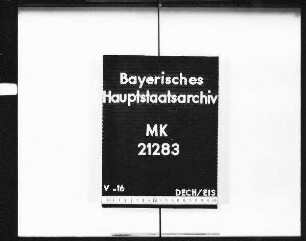 Bayerisches
Hauptstaatsarchiv
MK
21283
V -16 DECH/EIS